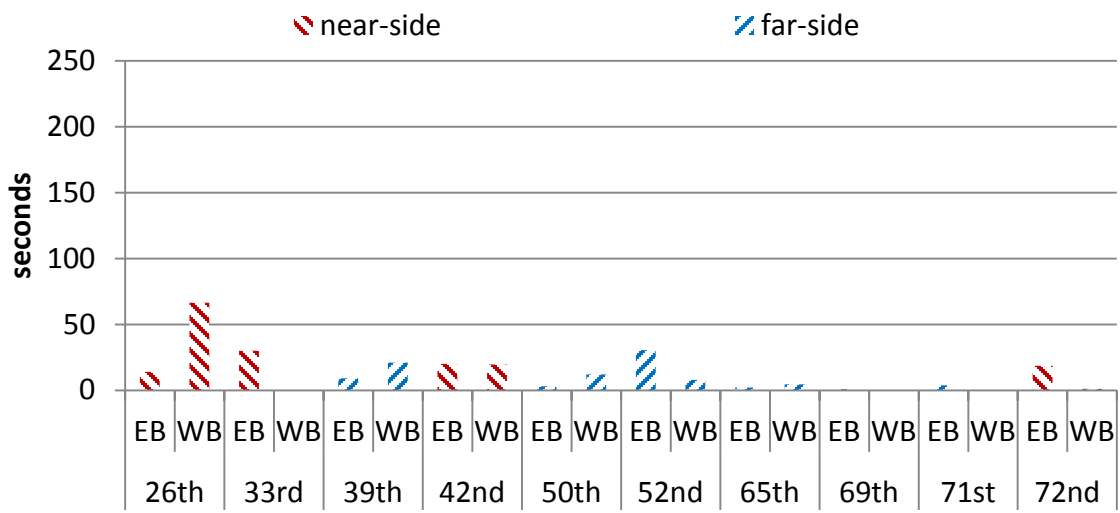 near-side far-side
250
200
150
100
50
0
seconds
EB WB EB WB EB WB EB WB EB WB EB WB EB WB EB WB EB WB EB WB
26th 33rd 39th 42nd 50th 52nd 65th 69th 71st 72nd